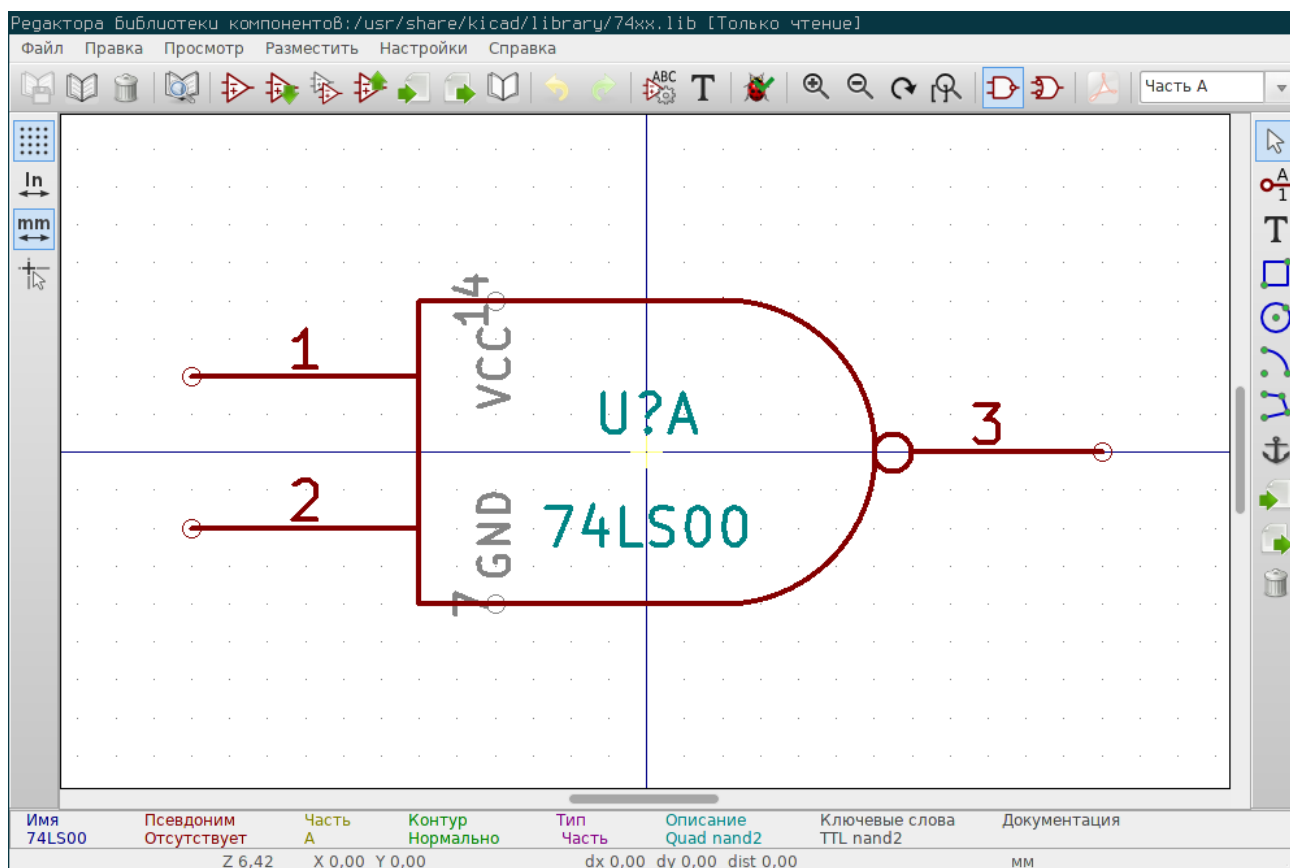 Редактора библиотеки компонентов:/usr/share/kicad/library/74xx.lib [Только чтение]
Файл Правка Просмотр Разместить Настройки Справка
ABC
T
Часть A
In
mm
A
1
T
14
VCC
1
U?A
3
2
GND
74LS00
7
Имя Псевдоним Часть Контур Тип Описание Ключевые слова Документация
74LS00 Отсутствует A Нормально Часть Quad nand2 TTL nand2
Z 6,42 X 0,00 Y 0,00 dx 0,00 dy 0,00 dist 0,00 мм